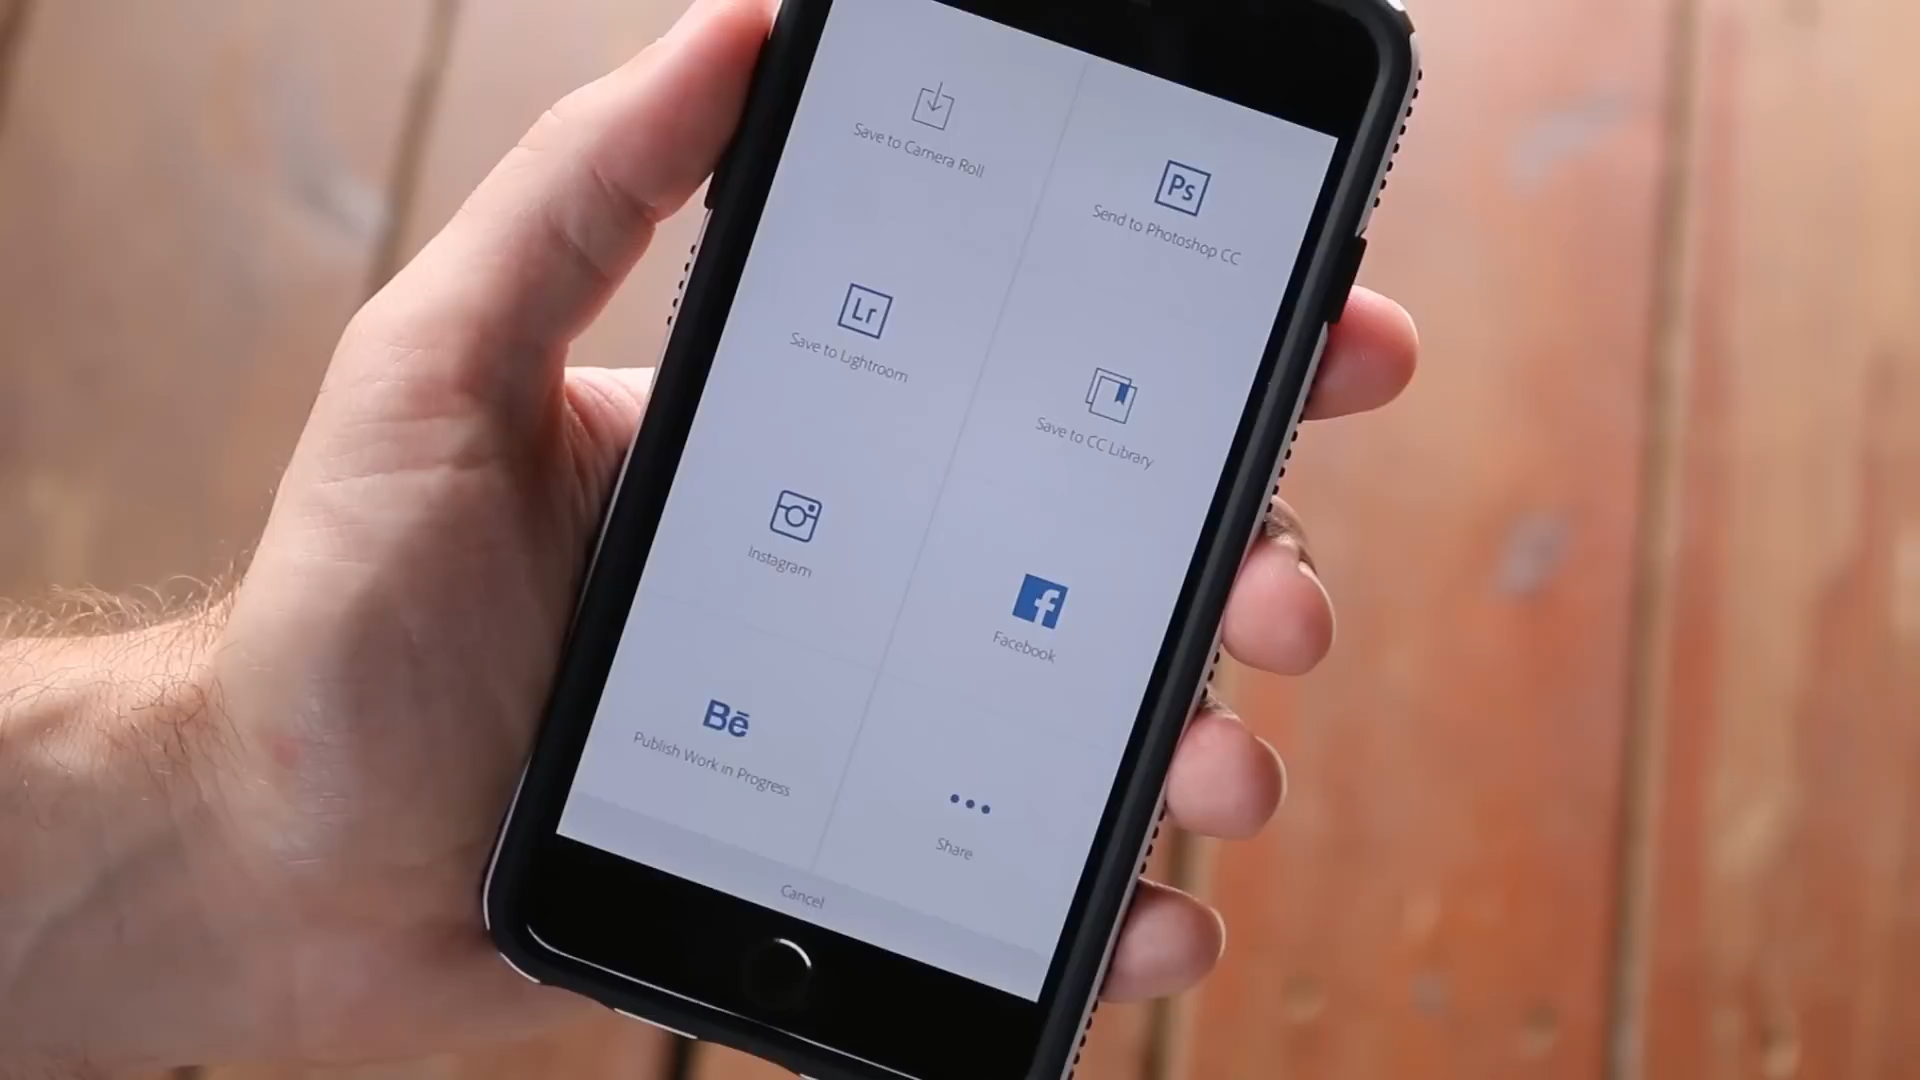 Save to Camera Roll
Ps
Send to Photoshop CC
Lr
Save to Lightroom
Save to CC Library
Instagram
f
Facebook
Bē
Publish Work in Progress
Share
Cancel